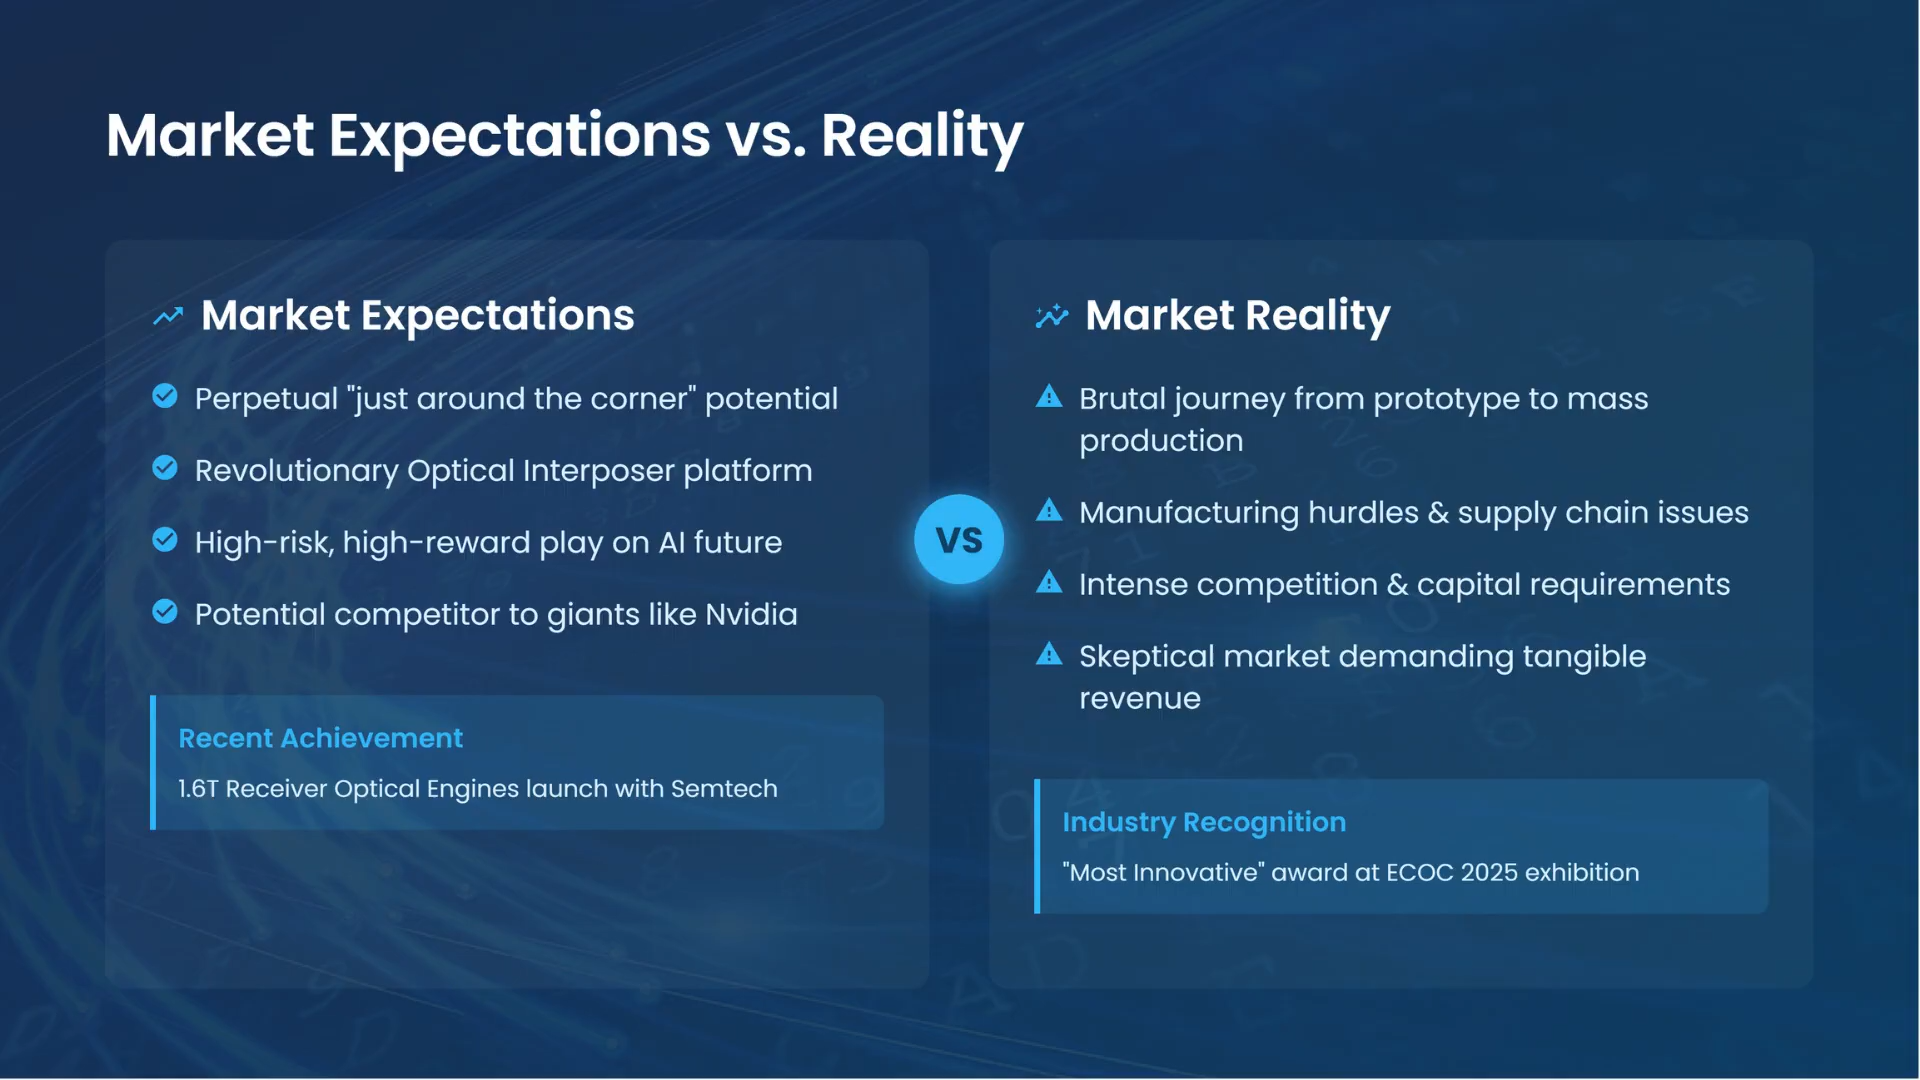 Market Expectations vs. Reality
Market Expectations
Perpetual "just around the corner" potential
Revolutionary Optical Interposer platform
High-risk, high-reward play on AI future
Potential competitor to giants like Nvidia
Recent Achievement
1.6T Receiver Optical Engines launch with Semtech
VS
Market Reality
Brutal journey from prototype to mass
production
Manufacturing hurdles & supply chain issues
Intense competition & capital requirements
Skeptical market demanding tangible
revenue
Industry Recognition
"Most Innovative" award at ECOC 2025 exhibition